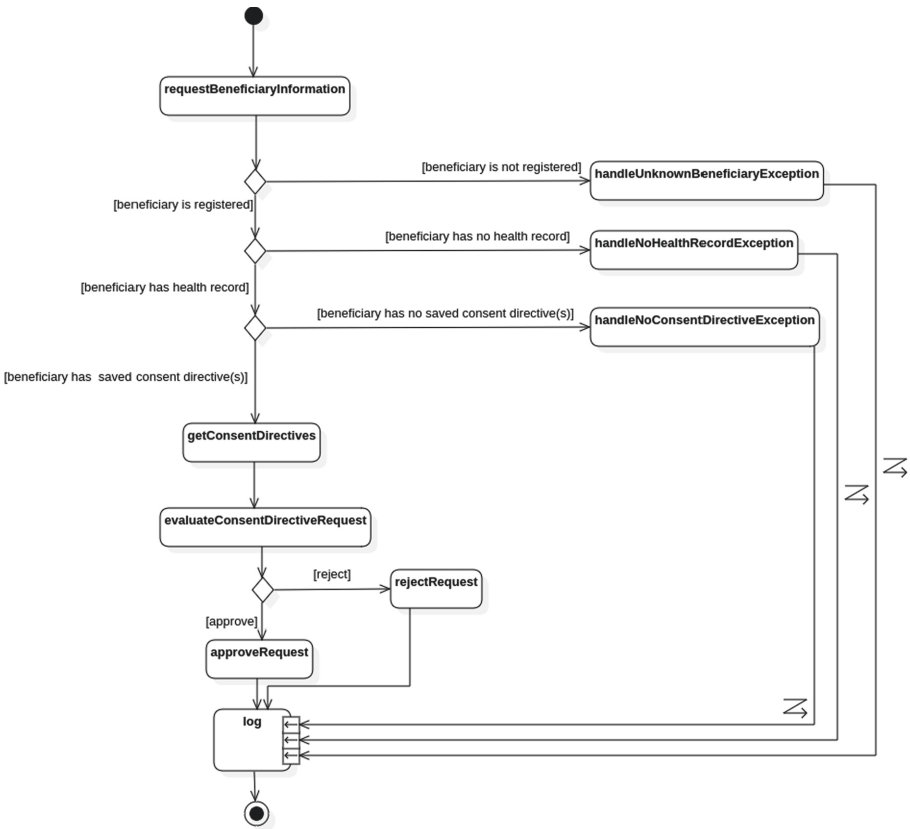 requestBeneficiaryInformation
[beneficiary is not registered]
handleUnknownBeneficiaryException
[beneficiary is registered]
[beneficiary has no health record]
handleNoHealthRecordException
[beneficiary has health record]
[beneficiary has no saved consent directive(s)]
handleNoConsentDirectiveException
[beneficiary has  saved consent directive(s)]
getConsentDirectives
evaluateConsentDirectiveRequest
[reject]
rejectRequest
[approve]
approveRequest
log